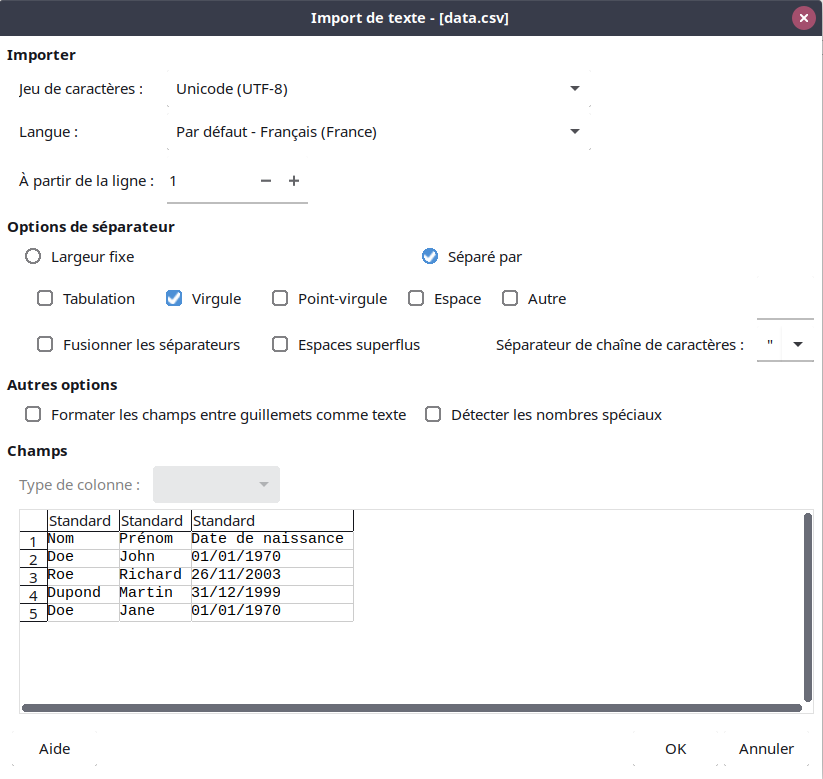 Import de texte - [data.csv]
Importer
Jeu de caractères : Unicode (UTF-8)
Langue : Par défaut - Français (France)
À partir de la ligne : 1 − +
Options de séparateur
Largeur fixe Séparé par
Tabulation Virgule Point-virgule Espace Autre
Fusionner les séparateurs Espaces superflus Séparateur de chaîne de caractères : "
Autres options
Formater les champs entre guillemets comme texte Détecter les nombres spéciaux
Champs
Type de colonne :
Standard Standard Standard
1 Nom Prénom Date de naissance
2 Doe John 01/01/1970
3 Roe Richard 26/11/2003
4 Dupond Martin 31/12/1999
5 Doe Jane 01/01/1970
Aide OK Annuler